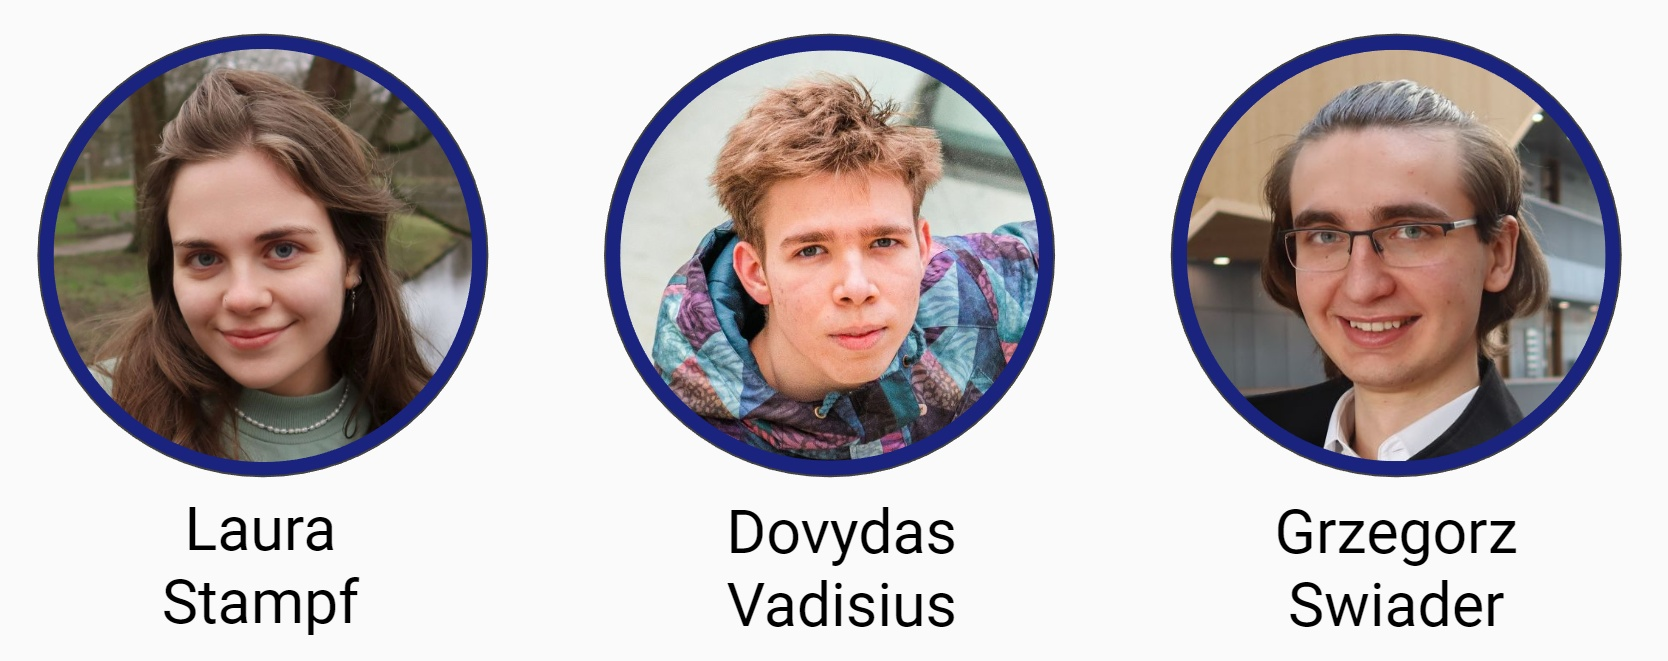 Laura
Stampf
Dovydas
Vadisius
Grzegorz
Swiader